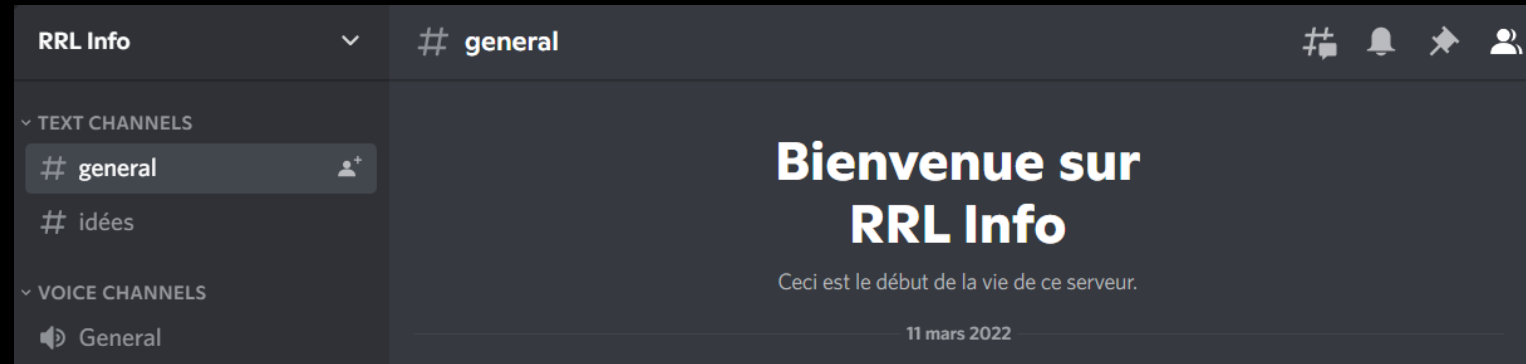 RRL Info
# general
TEXT CHANNELS
# general
# idées
VOICE CHANNELS
General
Bienvenue sur
RRL Info
Ceci est le début de la vie de ce serveur.
11 mars 2022